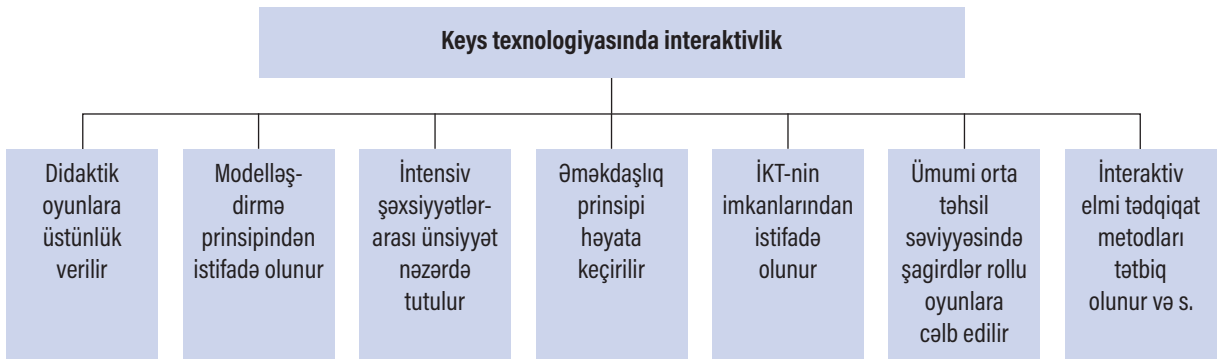 Keys texnologiyasında interaktivlik
Didaktik
oyunlara
üstünlük
verilir
Modelləş-
dirmə
prinsipindən
istifadə olunur
İntensiv
şəxsiyyətlər-
arası ünsiyyət
nəzərdə
tutulur
Əməkdaşlıq
prinsipi
həyata
keçirilir
İKT-nin
imkanlarından
istifadə
olunur
Ümumi orta
təhsil
səviyyəsində
şagirdlər rollu
oyunlara
cəlb edilir
İnteraktiv
elmi tədqiqat
metodları
tətbiq
olunur və s.